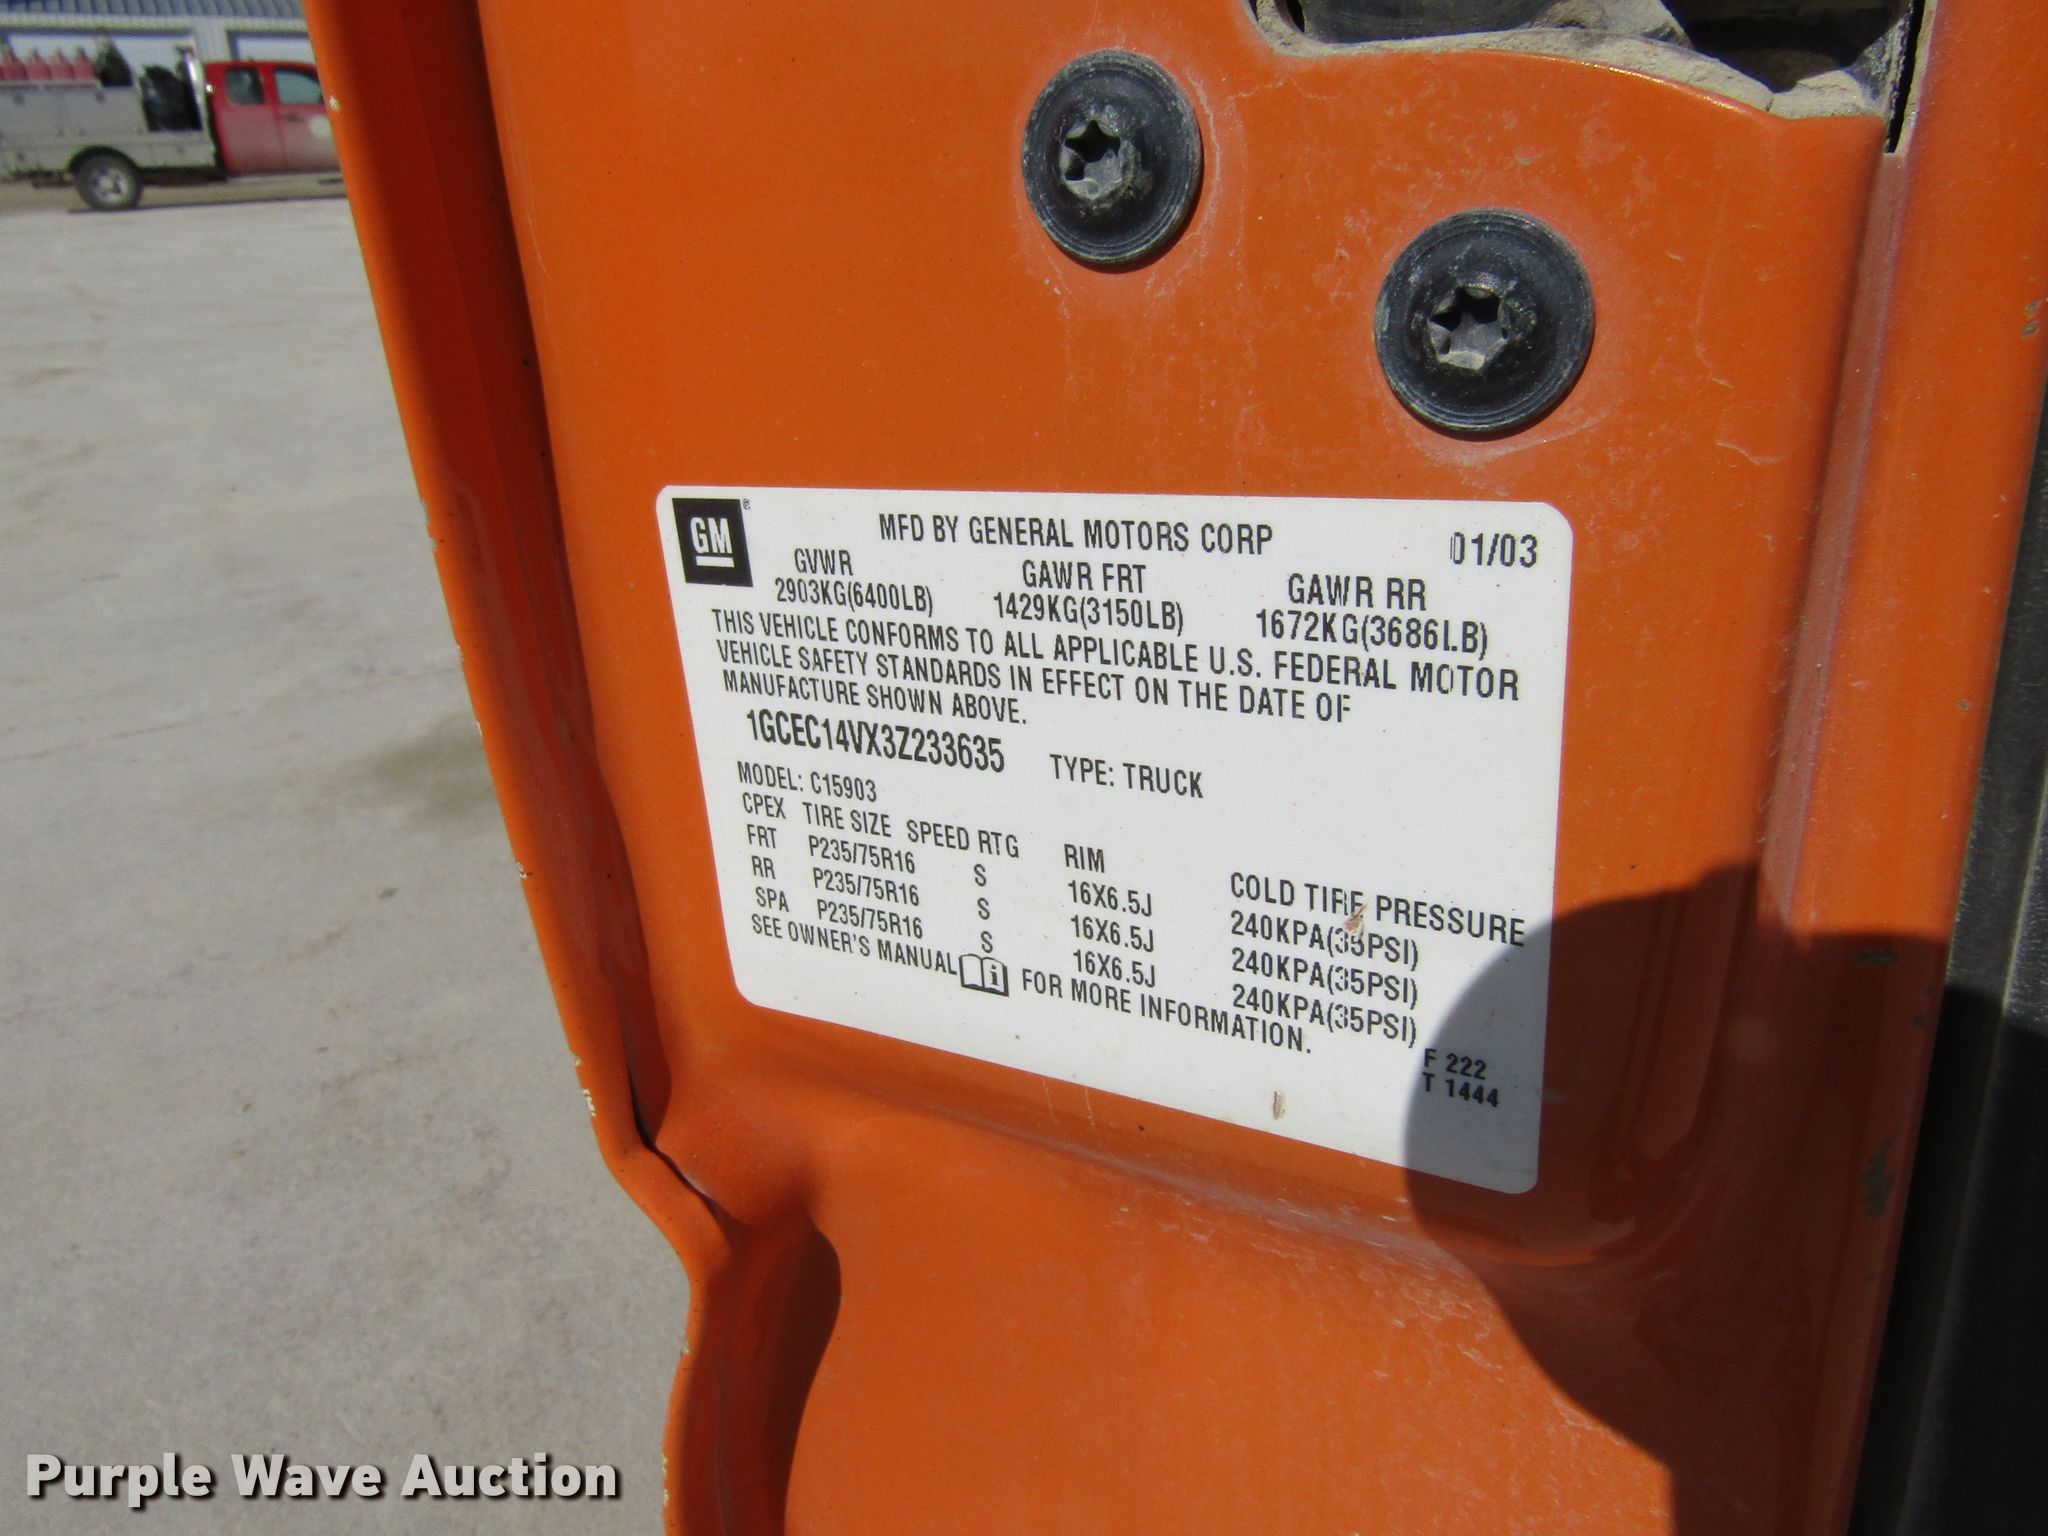 GM®
MFD BY GENERAL MOTORS CORP 01/03
GVWR GAWR FRT GAWR RR
2903KG(6400LB) 1429KG(3150LB) 1672KG(3686LB)
THIS VEHICLE CONFORMS TO ALL APPLICABLE U.S. FEDERAL MOTOR
VEHICLE SAFETY STANDARDS IN EFFECT ON THE DATE OF
MANUFACTURE SHOWN ABOVE.
1GCEC14VX3Z233635 TYPE: TRUCK
MODEL: C15903
CPEX TIRE SIZE SPEED RTG RIM COLD TIRE PRESSURE
FRT P235/75R16 S 16X6.5J 240KPA(35PSI)
RR P235/75R16 S 16X6.5J 240KPA(35PSI)
SPA P235/75R16 S 16X6.5J 240KPA(35PSI)
SEE OWNER'S MANUAL i FOR MORE INFORMATION.
F 222
T 1444
Purple Wave Auction